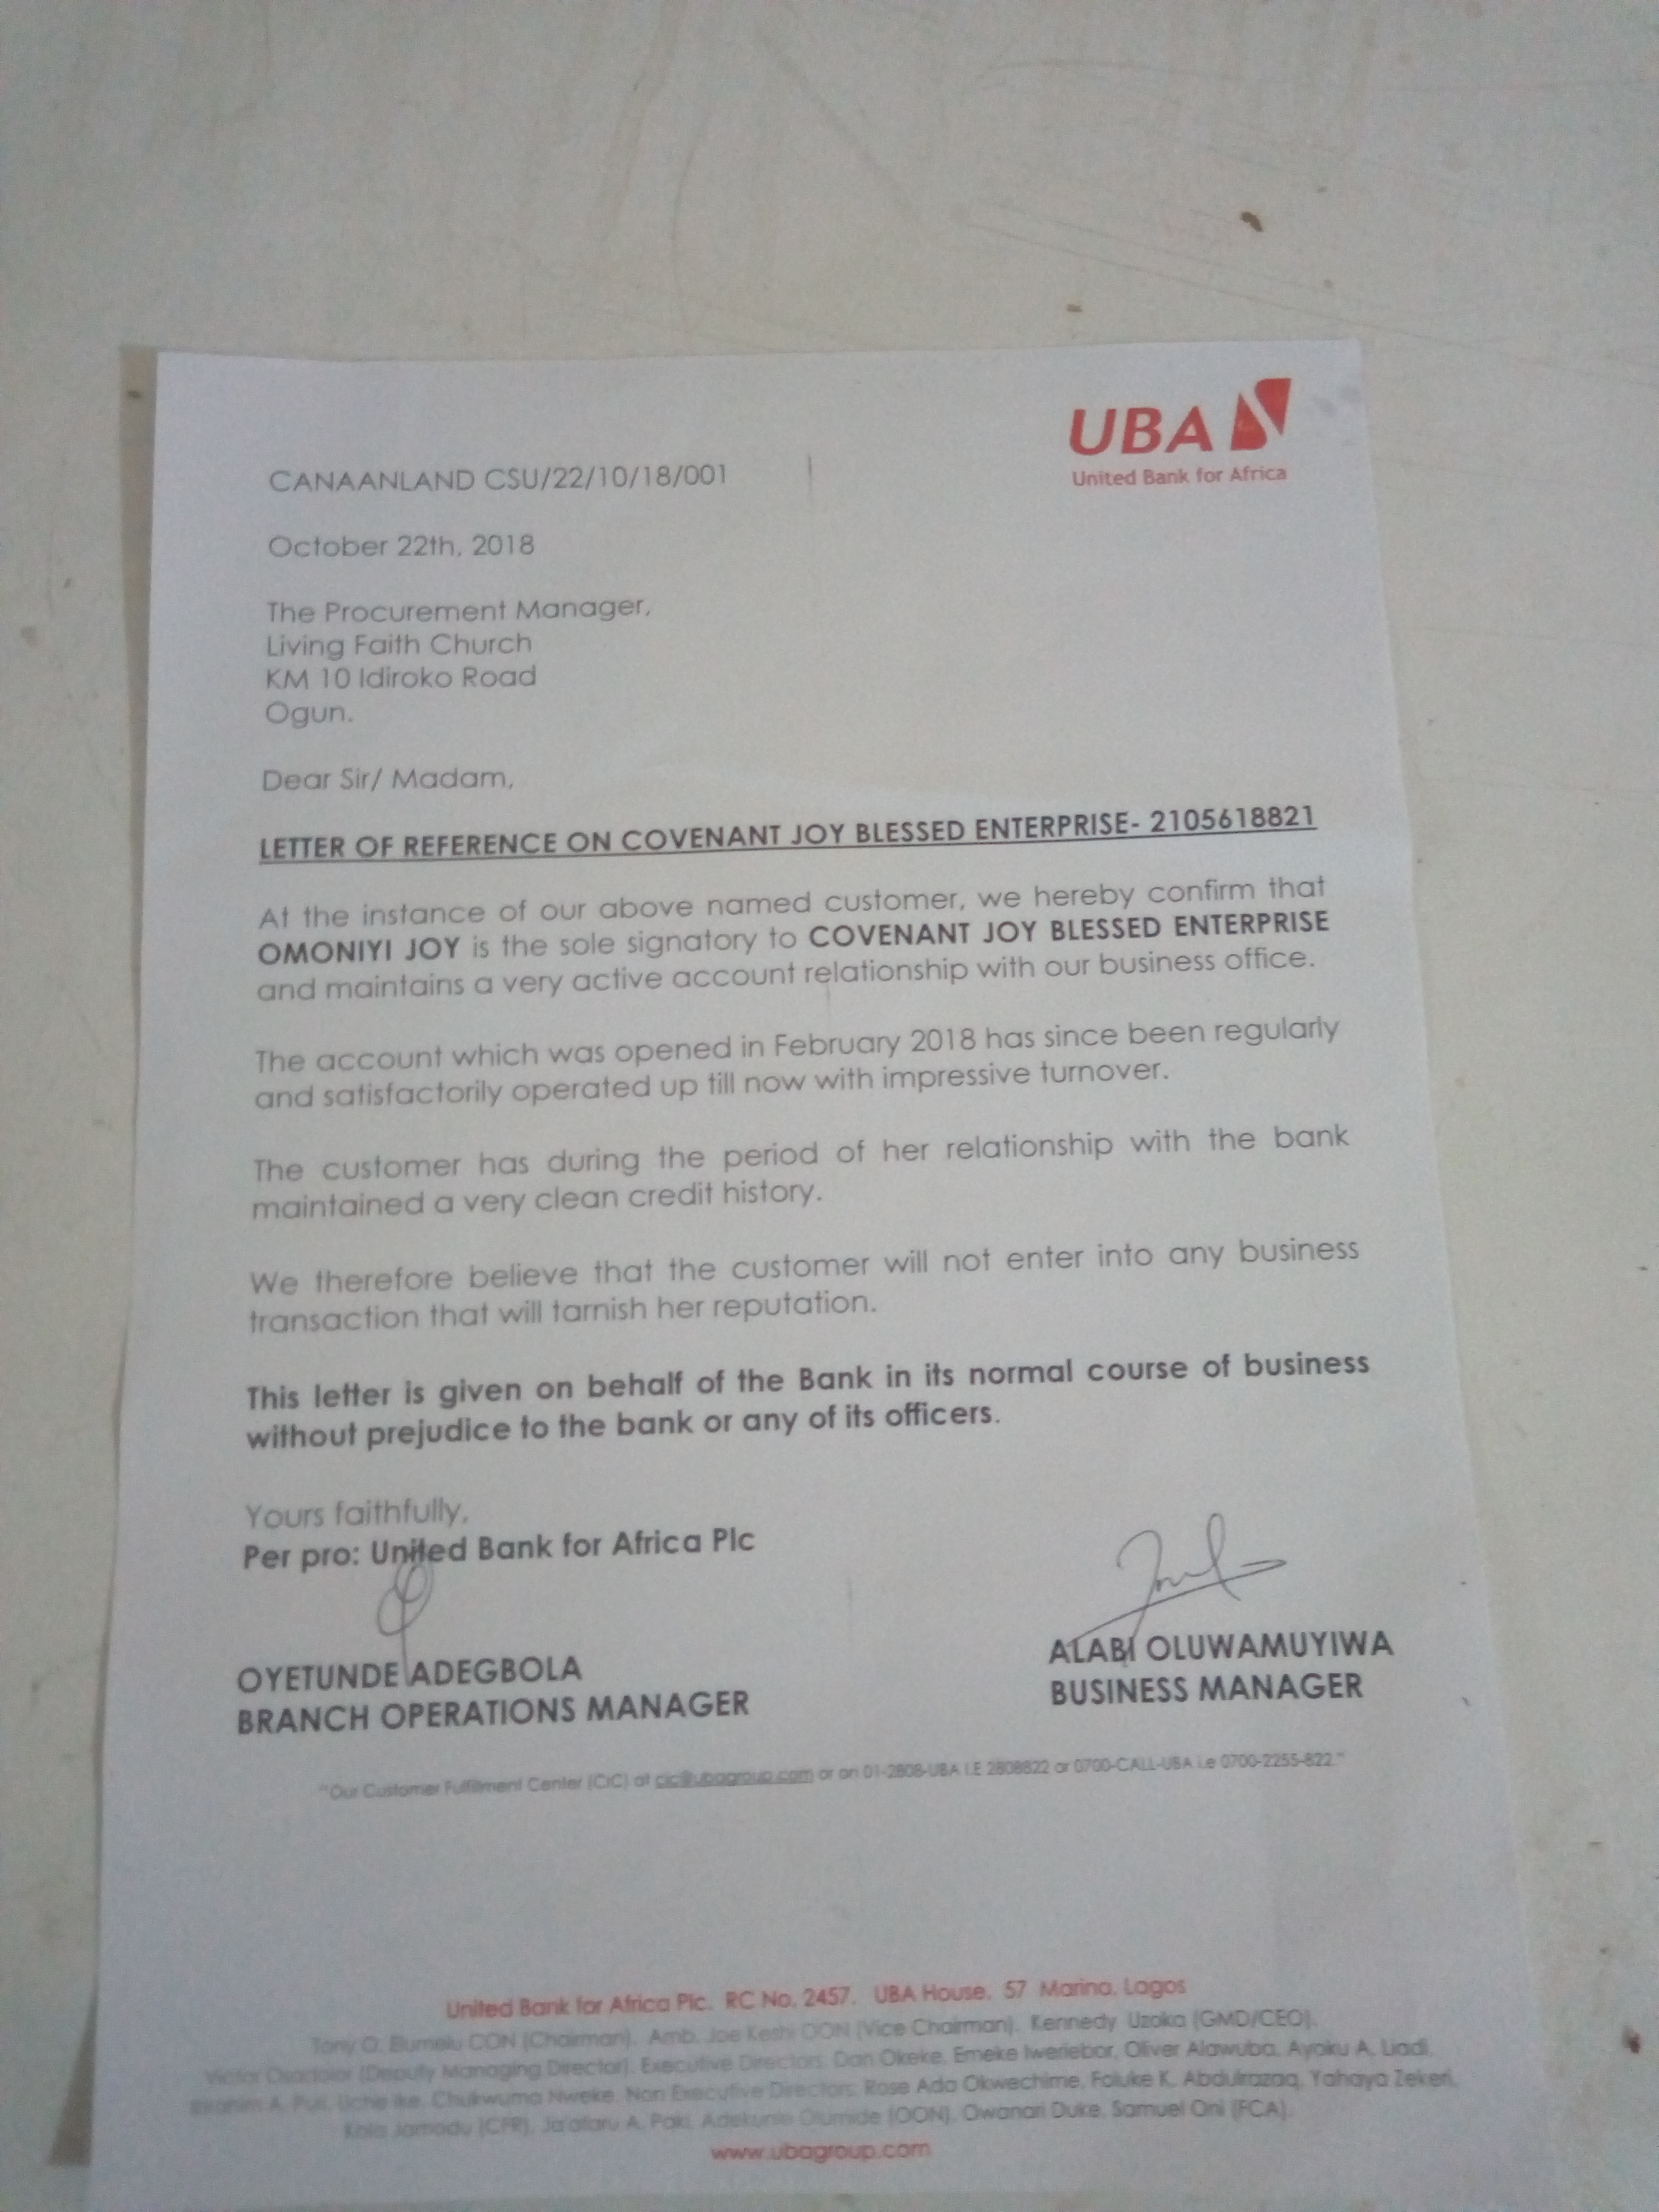 UBA
United Bank for Africa
CANAANLAND CSU/22/10/18/001
October 22th, 2018
The Procurement Manager,
Living Faith Church
KM 10 Idiroko Road
Ogun.
Dear Sir/ Madam,
LETTER OF REFERENCE ON COVENANT JOY BLESSED ENTERPRISE- 2105618821
At the instance of our above named customer, we hereby confirm that
OMONIYI JOY is the sole signatory to COVENANT JOY BLESSED ENTERPRISE
and maintains a very active account relationship with our business office.
The account which was opened in February 2018 has since been regularly
and satisfactorily operated up till now with impressive turnover.
The customer has during the period of her relationship with the bank
maintained a very clean credit history.
We therefore believe that the customer will not enter into any business
transaction that will tarnish her reputation.
This letter is given on behalf of the Bank in its normal course of business
without prejudice to the bank or any of its officers.
Yours faithfully,
Per pro: United Bank for Africa Plc
OYETUNDE ADEGBOLA
BRANCH OPERATIONS MANAGER
ALABI OLUWAMUYIWA
BUSINESS MANAGER
"Our Customer Fulfillment Center (CIC) at cic@ubagroup.com or on 01-2808-UBA I.E 2808822 or 0700-CALL-UBA i.e 0700-2255-822."
United Bank for Africa Plc. RC No. 2457. UBA House, 57 Marina, Lagos
Tony O. Elumelu CON (Chairman), Amb. Joe Keshi OON (Vice Chairman), Kennedy Uzoka (GMD/CEO),
Victor Osadolor (Deputy Managing Director), Executive Directors: Dan Okeke, Emeke Iweriebor, Oliver Alawuba, Ayoku A. Liadi,
Ibrahim A. Puri, Uche Ike, Chukwuma Nweke, Non Executive Directors: Rose Ada Okwechime, Foluke K. Abdulrazaq, Yahaya Zekeri,
Kola Jamodu (CFR), Ja'afaru A. Paki, Adekunle Olumide (OON), Owanari Duke, Samuel Oni (FCA)
www.ubagroup.com